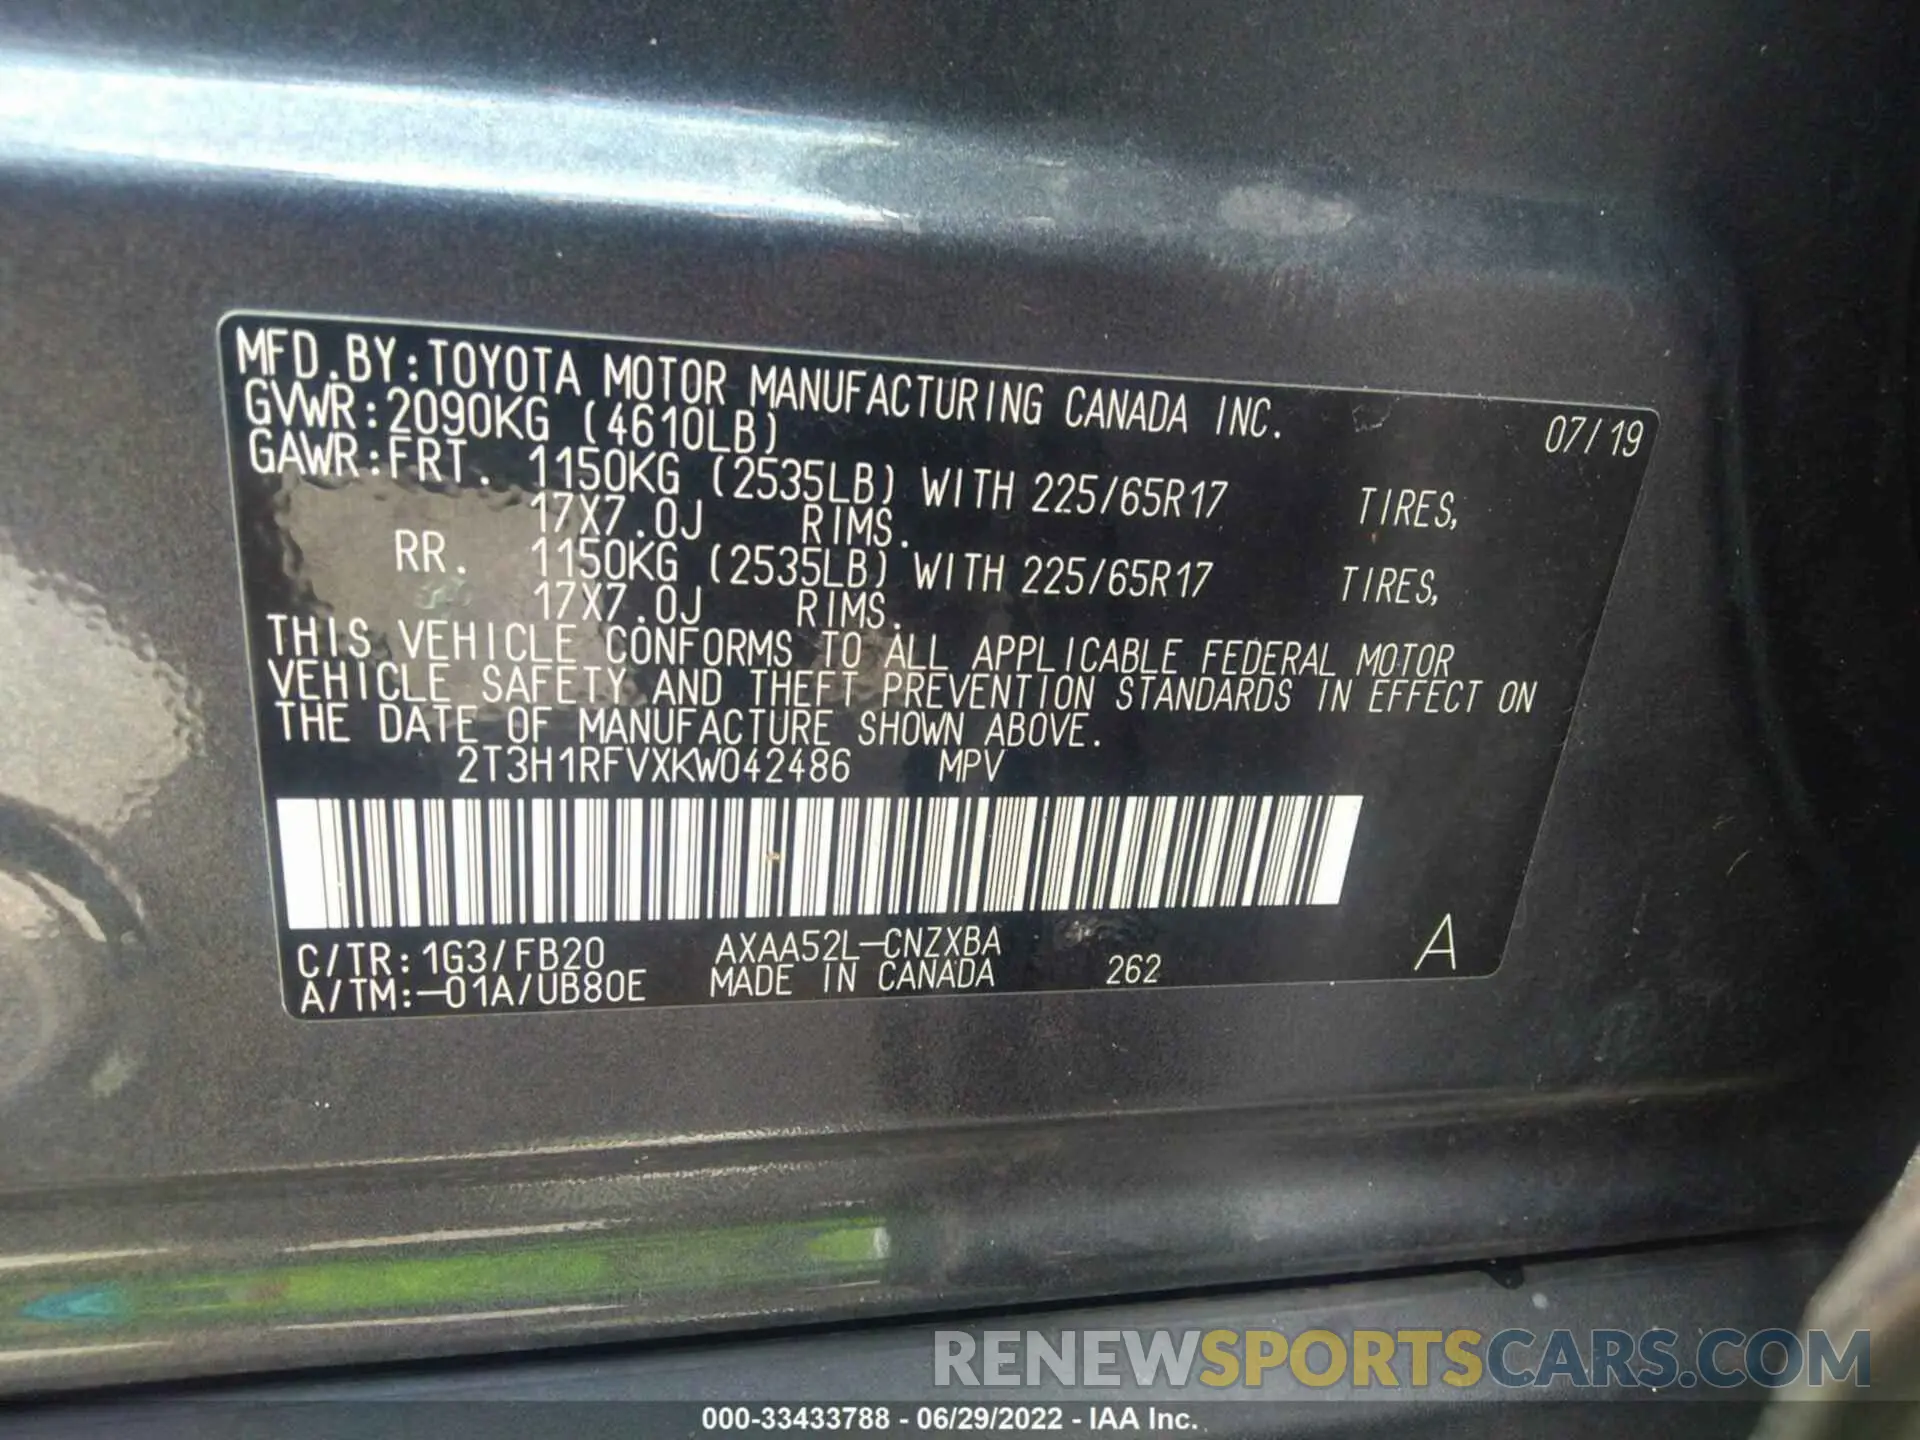 MFD.BY:TOYOTA MOTOR MANUFACTURING CANADA INC. 07/19
GVWR:2090KG (4610LB)
GAWR:FRT. 1150KG (2535LB) WITH 225/65R17 TIRES,
17X7.0J RIMS.
RR. 1150KG (2535LB) WITH 225/65R17 TIRES,
17X7.0J RIMS.
THIS VEHICLE CONFORMS TO ALL APPLICABLE FEDERAL MOTOR
VEHICLE SAFETY AND THEFT PREVENTION STANDARDS IN EFFECT ON
THE DATE OF MANUFACTURE SHOWN ABOVE.
2T3H1RFVXKW042486 MPV
C/TR:1G3/FB20 AXAA52L-CNZXBA A
A/TM:-01A/UB80E MADE IN CANADA 262
RENEWSPORTSCARS.COM
000-33433788 - 06/29/2022 - IAA Inc.